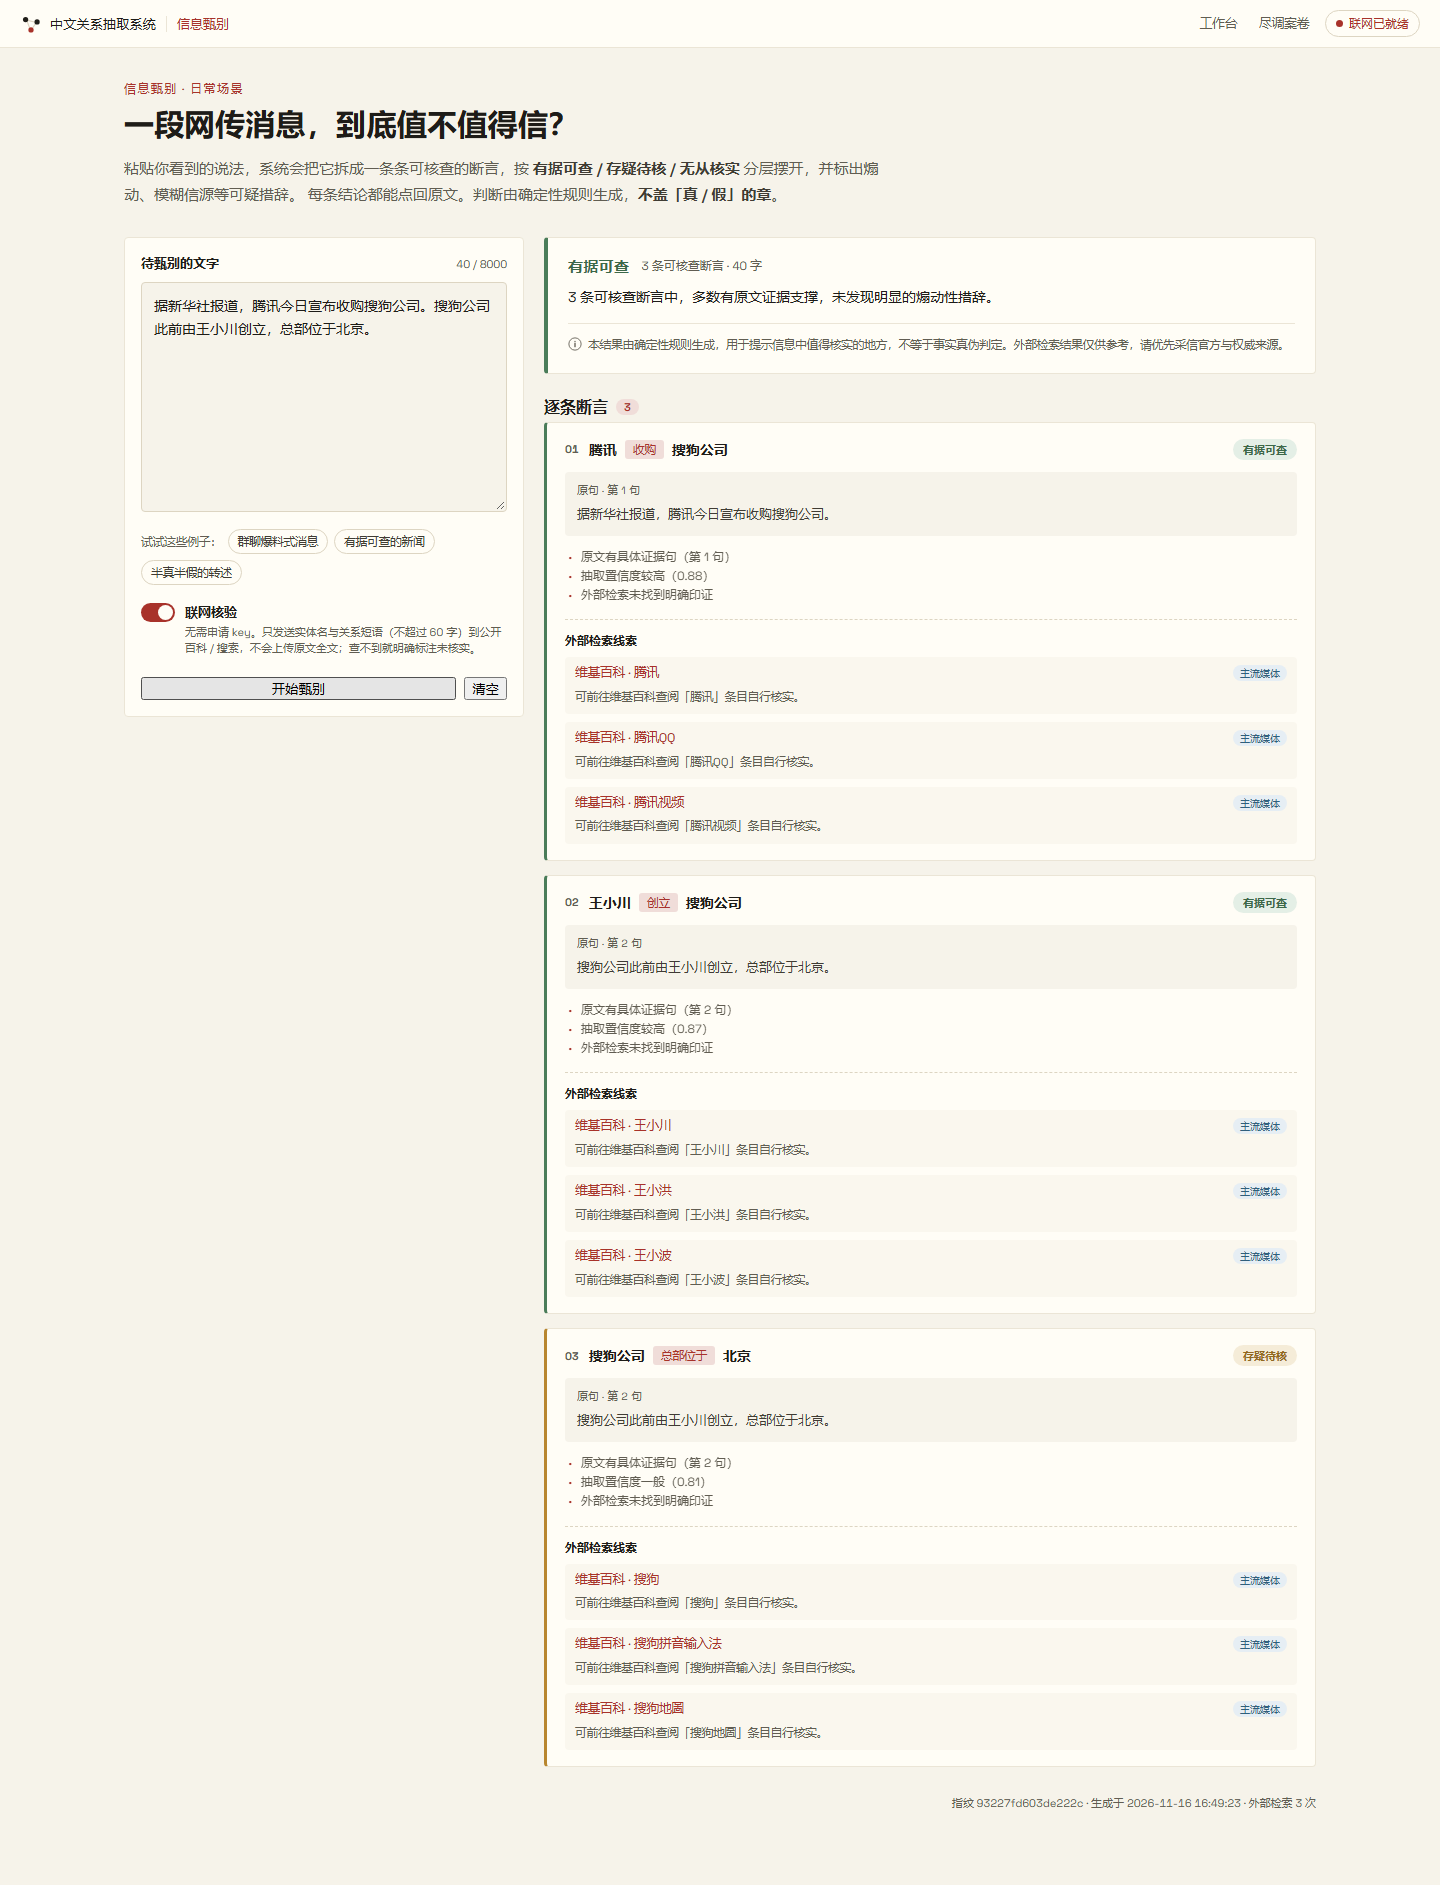 中文关系抽取系统 信息甄别 工作台 尽调案卷 联网已就绪
信息甄别 · 日常场景
一段网传消息，到底值不值得信？
粘贴你看到的说法，系统会把它拆成一条条可核查的断言，按 有据可查 / 存疑待核 / 无从核实 分层摆开，并标出煽
动、模糊信源等可疑措辞。 每条结论都能点回原文。判断由确定性规则生成，不盖「真 / 假」的章。
待甄别的文字 40 / 8000
据新华社报道，腾讯今日宣布收购搜狗公司。搜狗公司
此前由王小川创立，总部位于北京。
试试这些例子： 群聊爆料式消息 有据可查的新闻
半真半假的转述
联网核验
无需申请 key。只发送实体名与关系短语（不超过 60 字）到公开
百科 / 搜索，不会上传原文全文；查不到就明确标注未核实。
开始甄别 清空
有据可查 3 条可核查断言 · 40 字
3 条可核查断言中，多数有原文证据支撑，未发现明显的煽动性措辞。
本结果由确定性规则生成，用于提示信息中值得核实的地方，不等于事实真伪判定。外部检索结果仅供参考，请优先采信官方与权威来源。
逐条断言 3
01 腾讯 收购 搜狗公司 有据可查
原句 · 第 1 句
据新华社报道，腾讯今日宣布收购搜狗公司。
· 原文有具体证据句（第 1 句）
· 抽取置信度较高（0.88）
· 外部检索未找到明确印证
外部检索线索
维基百科 · 腾讯 主流媒体
可前往维基百科查阅「腾讯」条目自行核实。
维基百科 · 腾讯QQ 主流媒体
可前往维基百科查阅「腾讯QQ」条目自行核实。
维基百科 · 腾讯视频 主流媒体
可前往维基百科查阅「腾讯视频」条目自行核实。
02 王小川 创立 搜狗公司 有据可查
原句 · 第 2 句
搜狗公司此前由王小川创立，总部位于北京。
· 原文有具体证据句（第 2 句）
· 抽取置信度较高（0.87）
· 外部检索未找到明确印证
外部检索线索
维基百科 · 王小川 主流媒体
可前往维基百科查阅「王小川」条目自行核实。
维基百科 · 王小洪 主流媒体
可前往维基百科查阅「王小洪」条目自行核实。
维基百科 · 王小波 主流媒体
可前往维基百科查阅「王小波」条目自行核实。
03 搜狗公司 总部位于 北京 存疑待核
原句 · 第 2 句
搜狗公司此前由王小川创立，总部位于北京。
· 原文有具体证据句（第 2 句）
· 抽取置信度一般（0.81）
· 外部检索未找到明确印证
外部检索线索
维基百科 · 搜狗 主流媒体
可前往维基百科查阅「搜狗」条目自行核实。
维基百科 · 搜狗拼音输入法 主流媒体
可前往维基百科查阅「搜狗拼音输入法」条目自行核实。
维基百科 · 搜狗地圖 主流媒体
可前往维基百科查阅「搜狗地圖」条目自行核实。
指纹 93227fd603de222c · 生成于 2026-11-16 16:49:23 · 外部检索 3 次